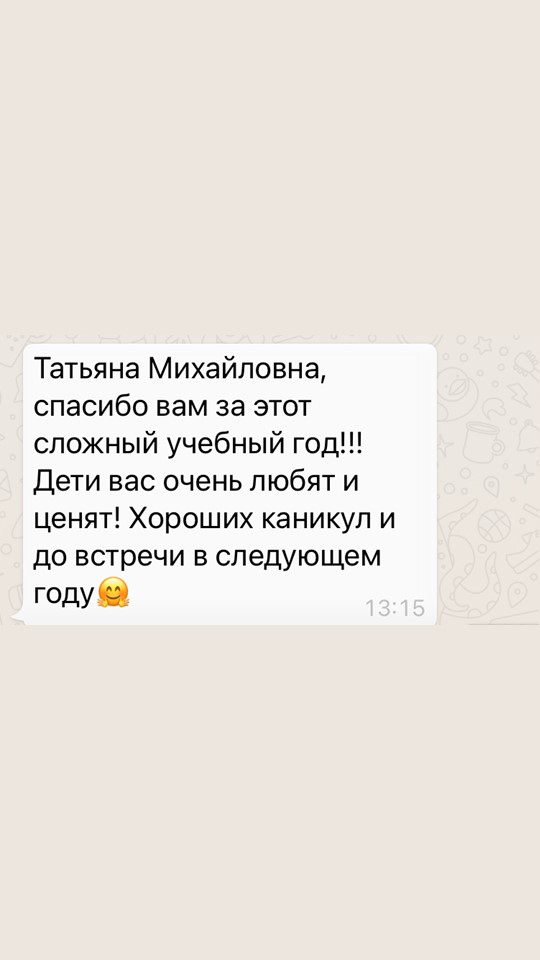 Татьяна Михайловна,
спасибо вам за этот
сложный учебный год!!!
Дети вас очень любят и
ценят! Хороших каникул и
до встречи в следующем
году🤗
13:15